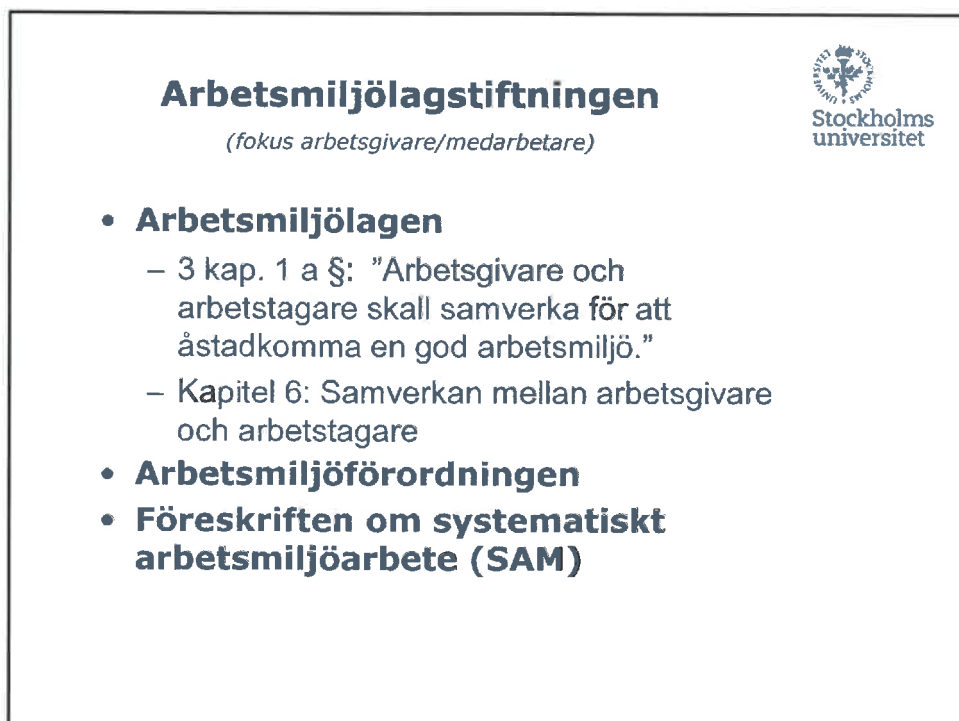 Arbetsmiljölagstiftningen
(fokus arbetsgivare/medarbetare)
Stockholms
universitet
• Arbetsmiljölagen
– 3 kap. 1 a §: ”Arbetsgivare och
arbetstagare skall samverka för att
åstadkomma en god arbetsmiljö.”
– Kapitel 6: Samverkan mellan arbetsgivare
och arbetstagare
• Arbetsmiljöförordningen
• Föreskriften om systematiskt
arbetsmiljöarbete (SAM)